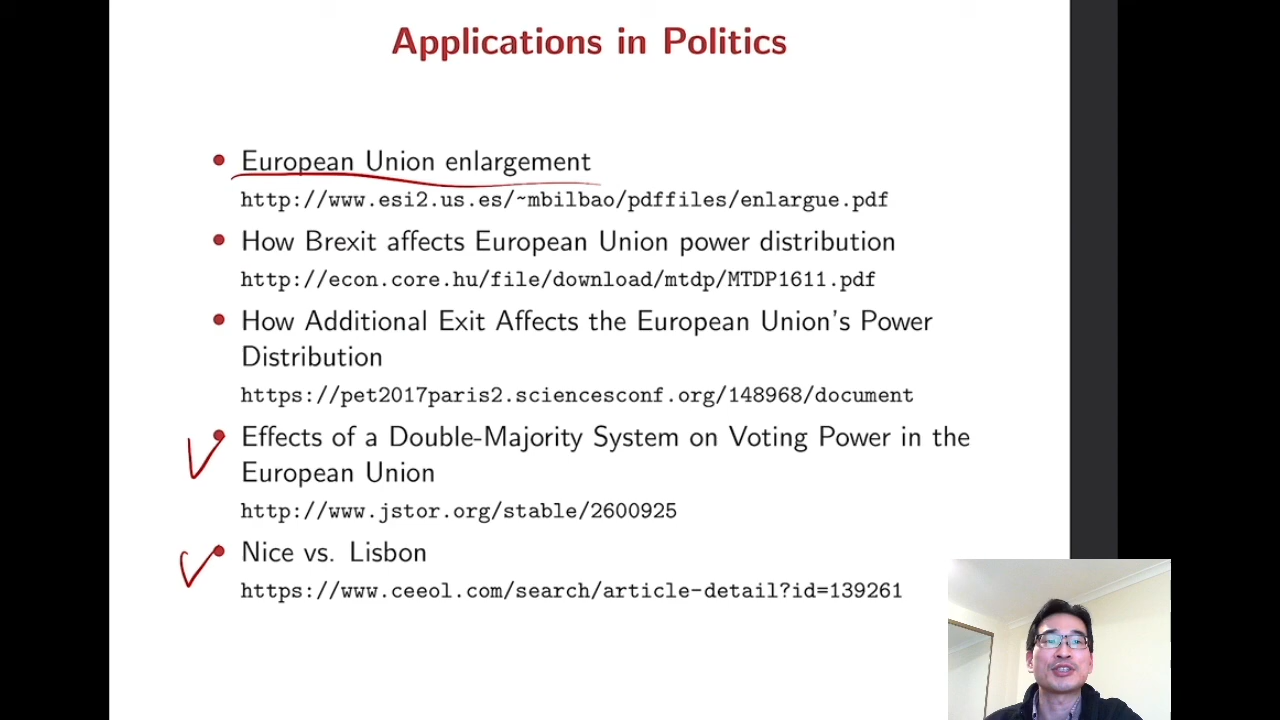 Applications in Politics
• European Union enlargement
http://www.esi2.us.es/~mbilbao/pdffiles/enlargue.pdf
• How Brexit affects European Union power distribution
http://econ.core.hu/file/download/mtdp/MTDP1611.pdf
• How Additional Exit Affects the European Union's Power
Distribution
https://pet2017paris2.sciencesconf.org/148968/document
• Effects of a Double-Majority System on Voting Power in the
European Union
http://www.jstor.org/stable/2600925
• Nice vs. Lisbon
https://www.ceeol.com/search/article-detail?id=139261